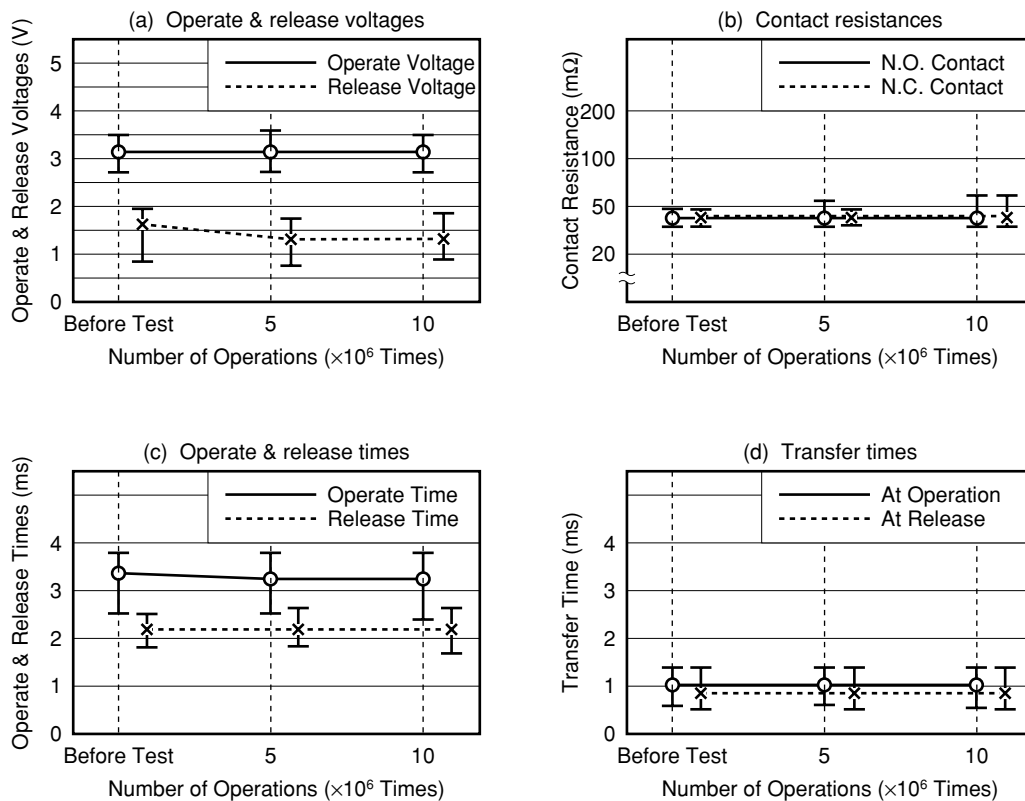 (a) Operate & release voltages
Operate & Release Voltages (V)
5
4
3
2
1
0
Operate Voltage
Release Voltage
Before Test
5
10
Number of Operations (×10⁶ Times)
(b) Contact resistances
Contact Resistance (mΩ)
200
100
50
20
N.O. Contact
N.C. Contact
Before Test
5
10
Number of Operations (×10⁶ Times)
(c) Operate & release times
Operate & Release Times (ms)
4
3
2
1
0
Operate Time
Release Time
Before Test
5
10
Number of Operations (×10⁶ Times)
(d) Transfer times
Transfer Time (ms)
4
3
2
1
0
At Operation
At Release
Before Test
5
10
Number of Operations (×10⁶ Times)